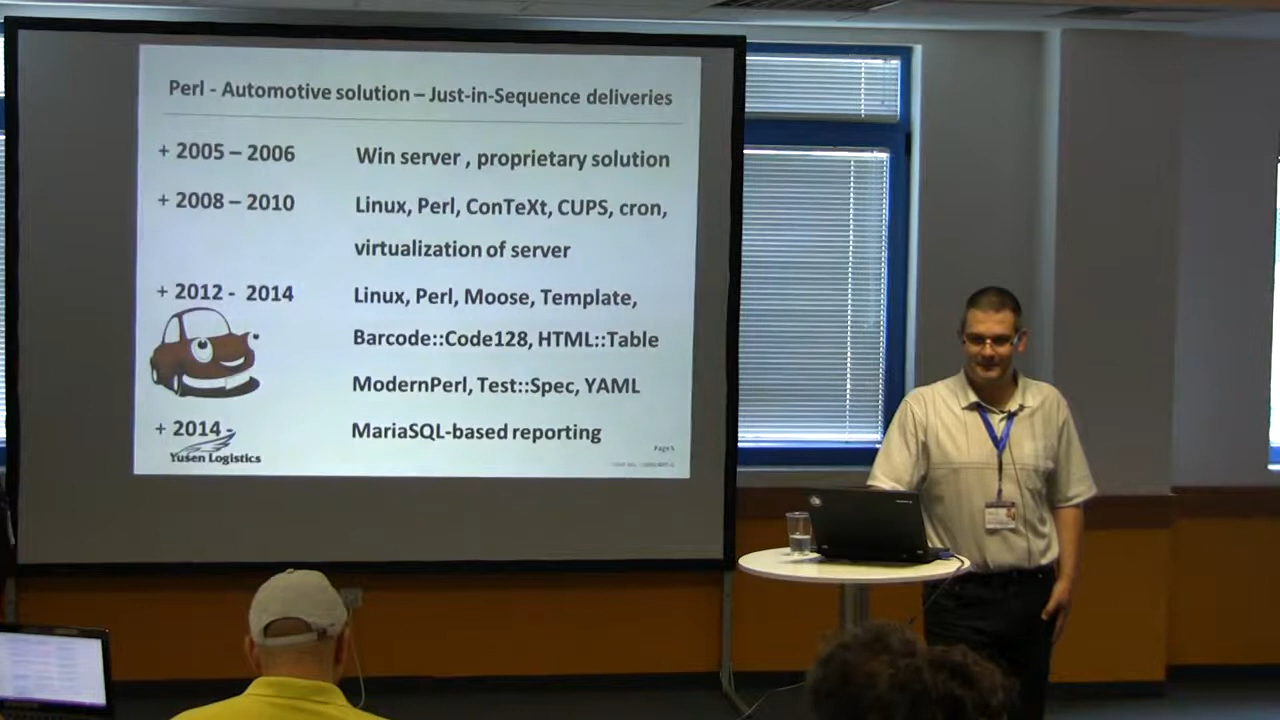 Perl - Automotive solution – Just-in-Sequence deliveries
+ 2005 – 2006 Win server , proprietary solution
+ 2008 – 2010 Linux, Perl, ConTeXt, CUPS, cron,
virtualization of server
+ 2012 - 2014 Linux, Perl, Moose, Template,
Barcode::Code128, HTML::Table
ModernPerl, Test::Spec, YAML
+ 2014 - MariaSQL-based reporting
Yusen Logistics
Page 5